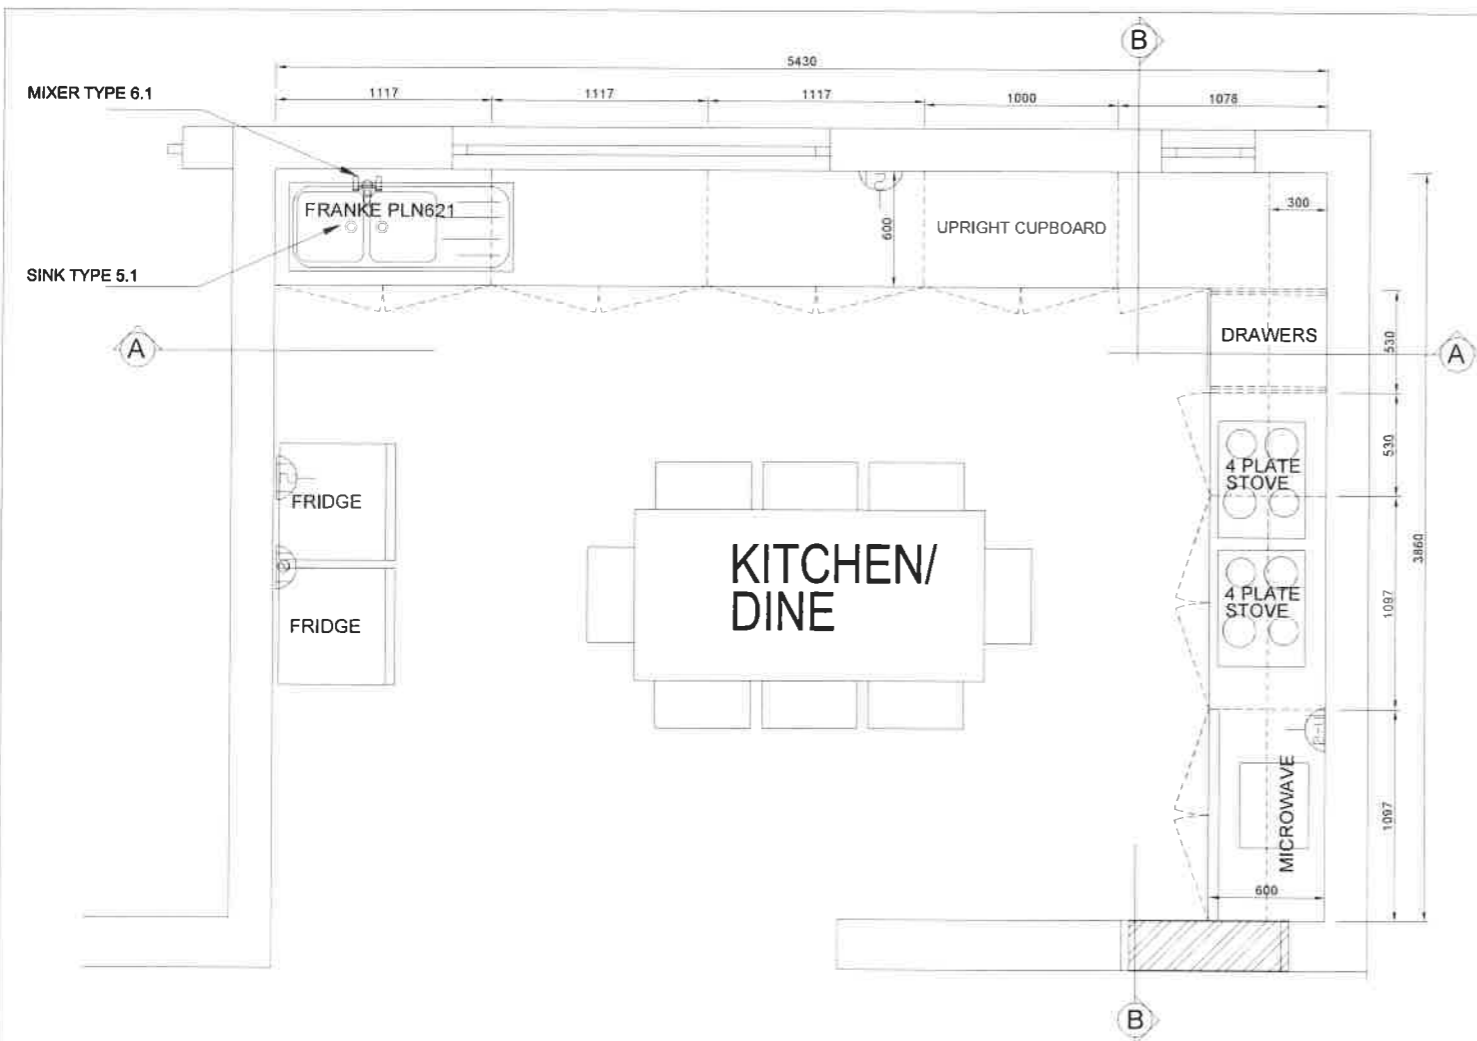 B
5430
MIXER TYPE 6.1
1117
1117
1117
1000
1078
FRANKE PLN621
300
600
UPRIGHT CUPBOARD
SINK TYPE 5.1
A
DRAWERS
530
A
530
4 PLATE
STOVE
FRIDGE
KITCHEN/
DINE
3860
4 PLATE
STOVE
1097
FRIDGE
MICROWAVE
1097
600
B